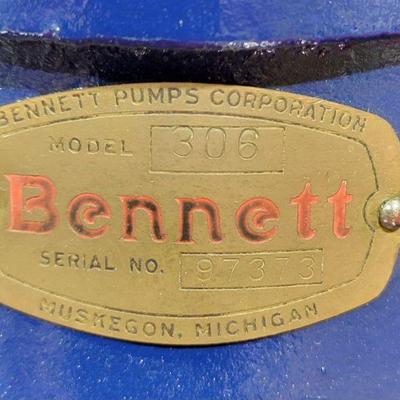 BENNETT PUMPS CORPORATION
MODEL 306
Bennett
SERIAL NO. 97373
MUSKEGON, MICHIGAN